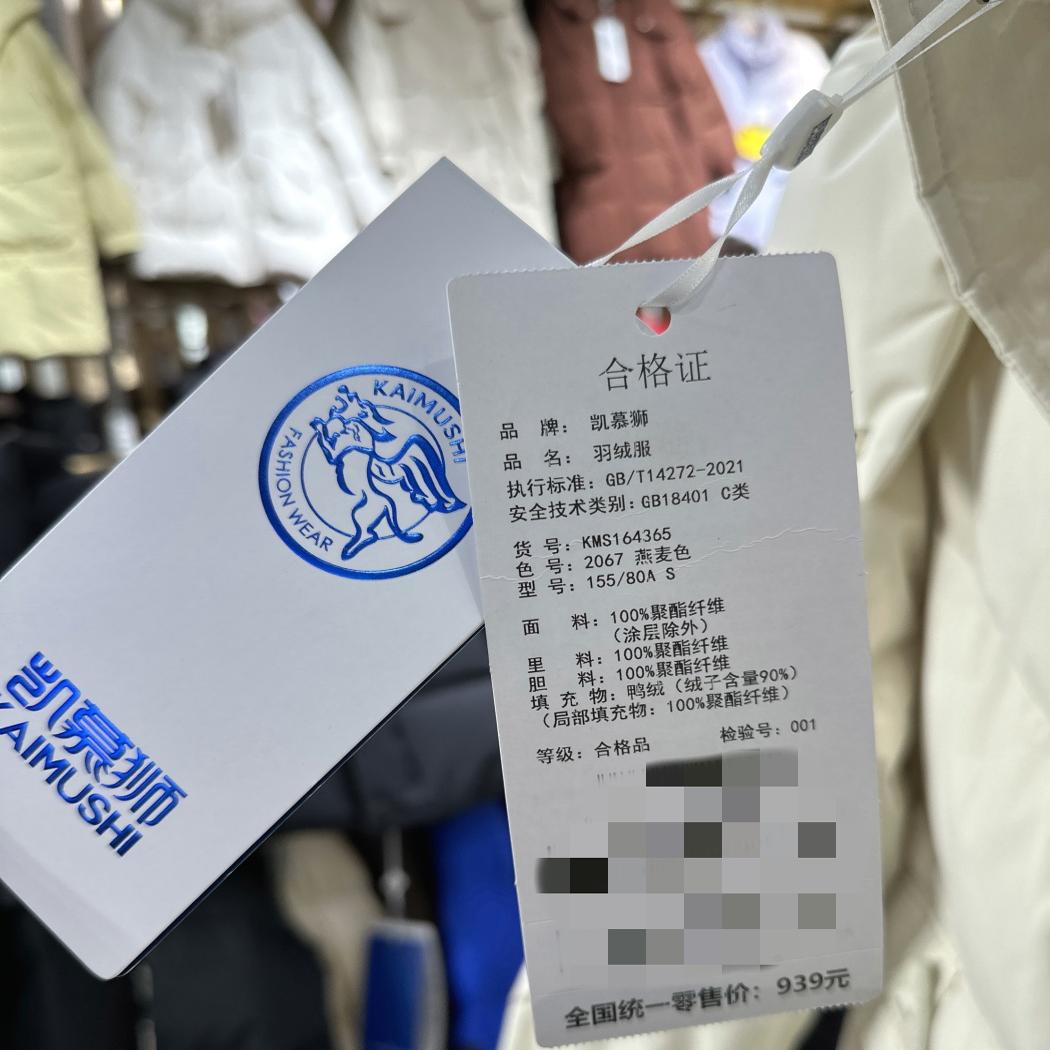 KAIMUSHI
FASHION WEAR
凯慕狮
KAIMUSHI
合格证
品 牌：凯慕狮
品 名：羽绒服
执行标准：GB/T14272-2021
安全技术类别：GB18401 C类
货 号：KMS164365
色 号：2067 燕麦色
型 号：155/80A S
面 料：100%聚酯纤维
（涂层除外）
里 料：100%聚酯纤维
胆 料：100%聚酯纤维
填 充 物：鸭绒（绒子含量90%）
（局部填充物：100%聚酯纤维）
等级：合格品 检验号：001
全国统一零售价：939元